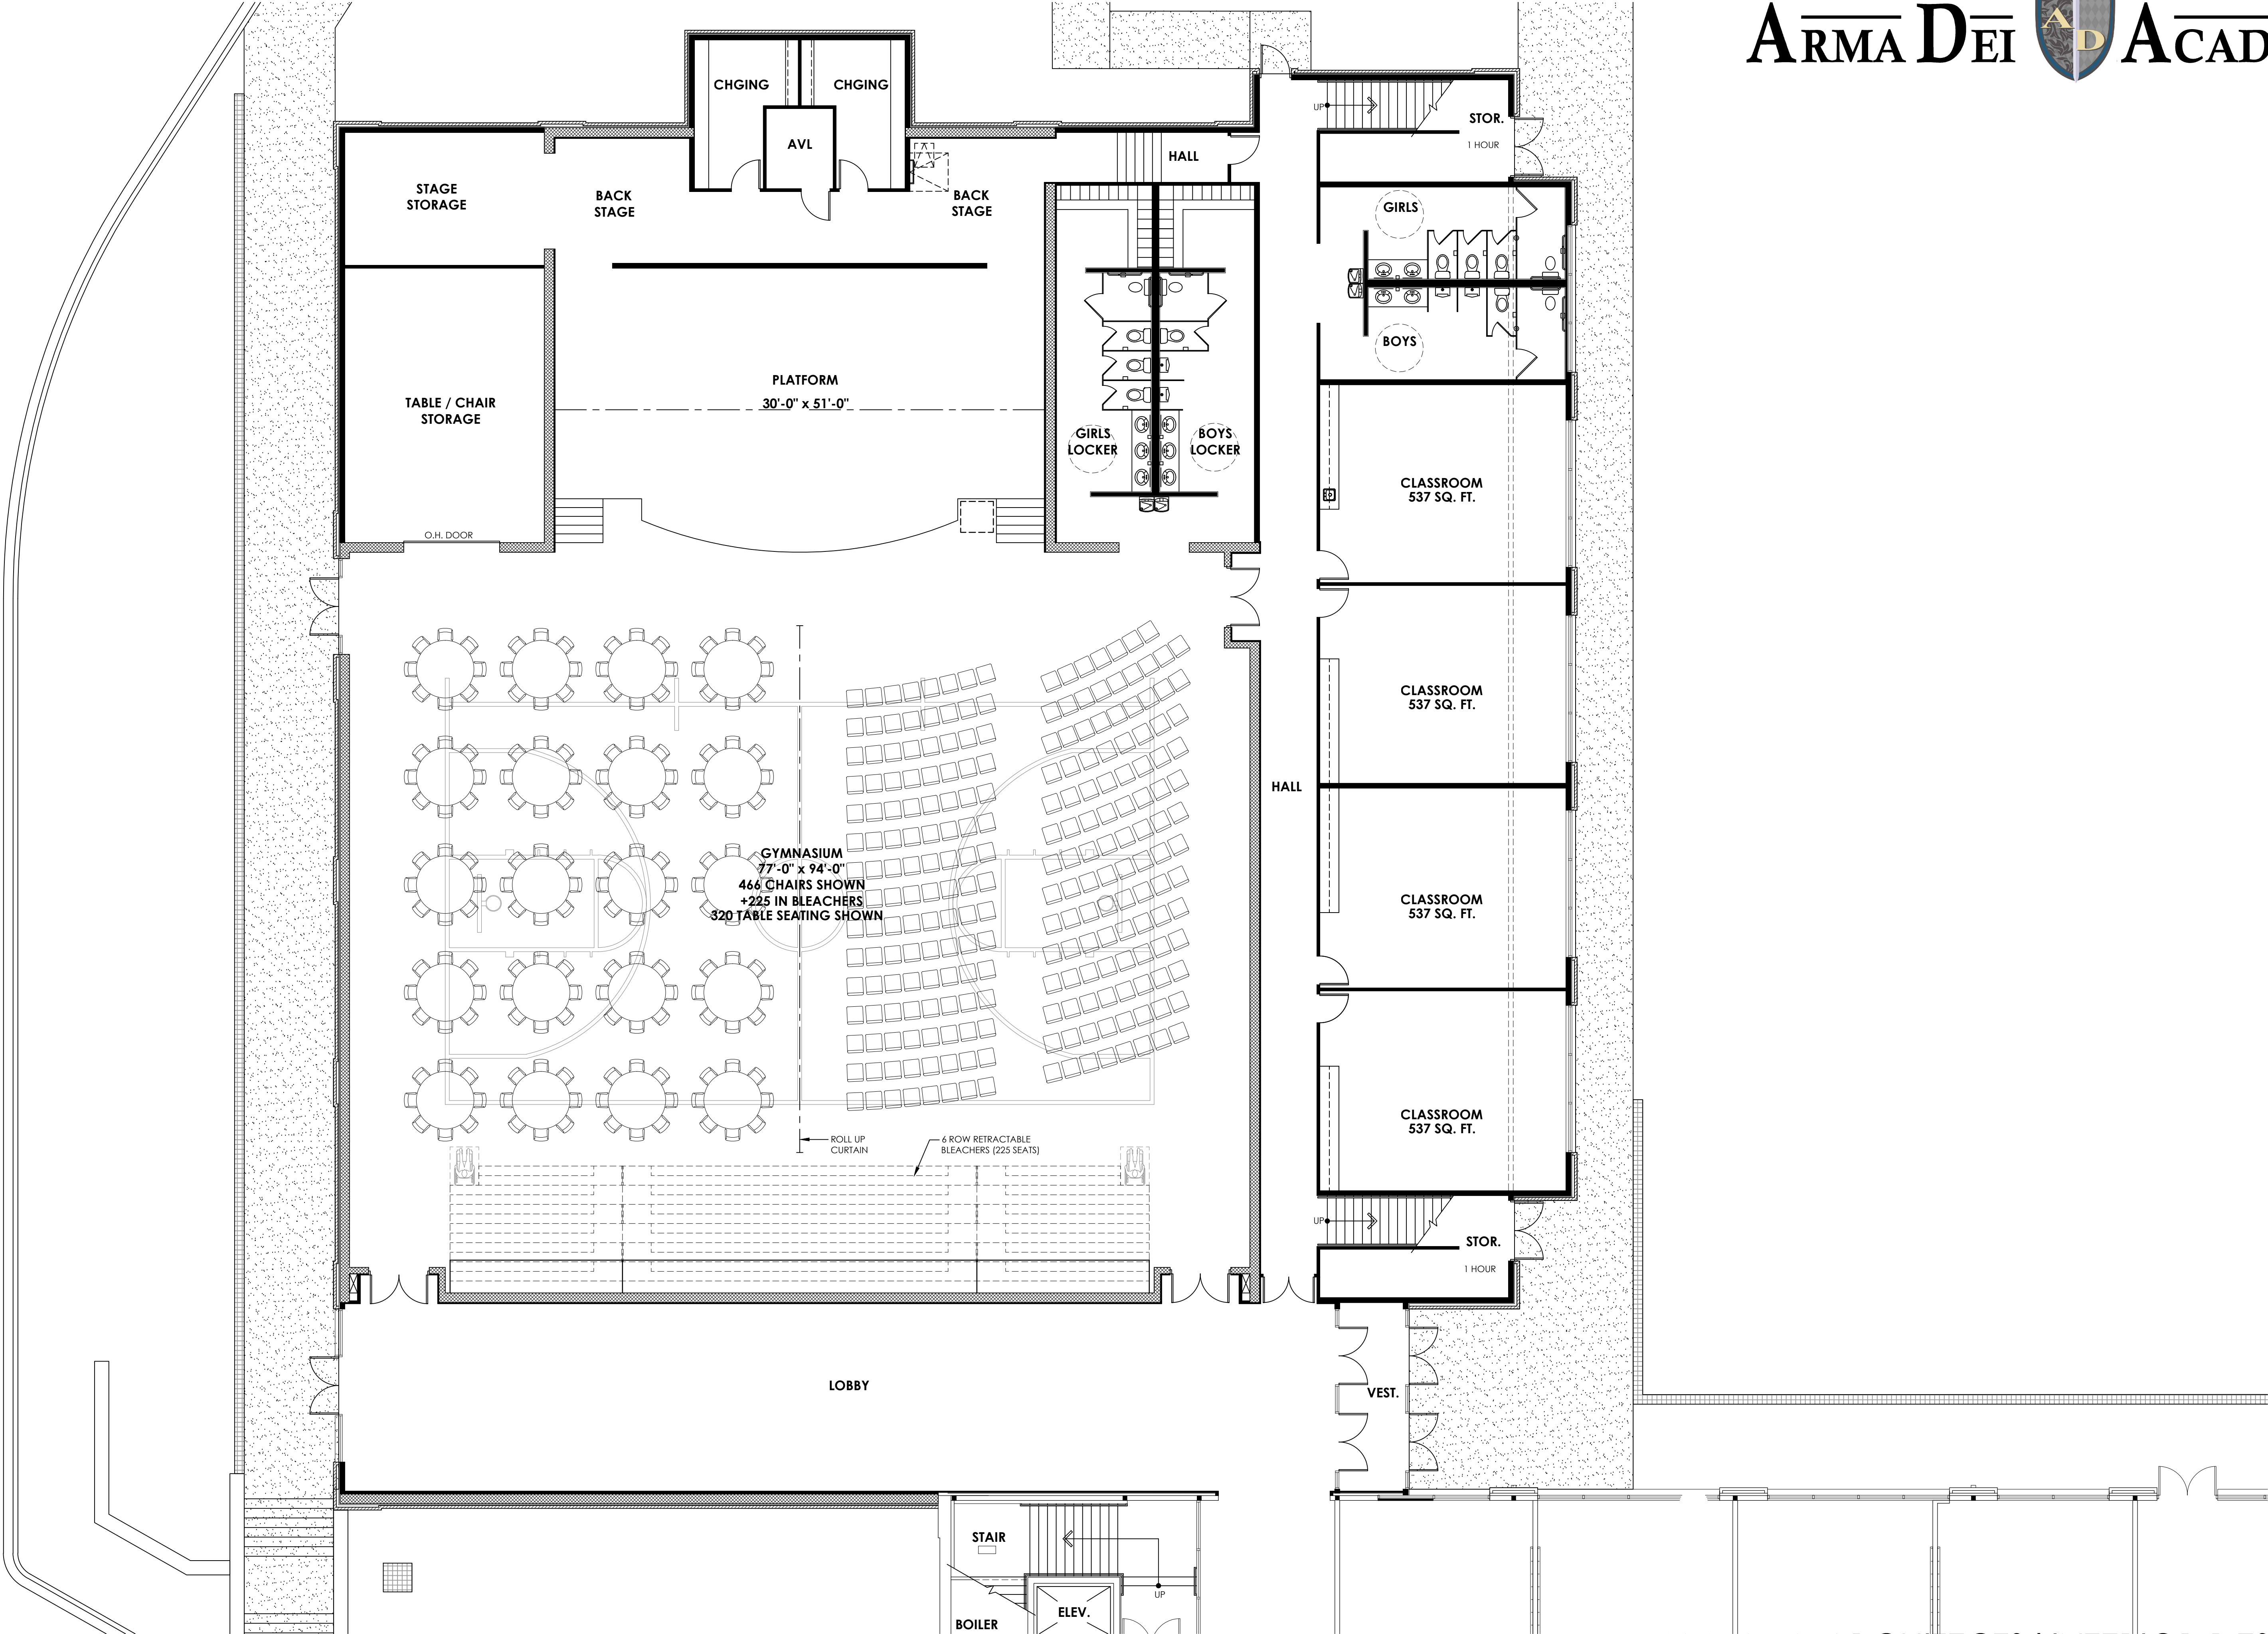 ARMA DEI AD ACAD
CHGING
CHGING
AVL
UP
STOR.
1 HOUR
HALL
STAGE
STORAGE
BACK
STAGE
BACK
STAGE
GIRLS
BOYS
PLATFORM
30'-0" x 51'-0"
TABLE / CHAIR
STORAGE
GIRLS
LOCKER
BOYS
LOCKER
CLASSROOM
537 SQ. FT.
O.H. DOOR
CLASSROOM
537 SQ. FT.
HALL
GYMNASIUM
77'-0" x 94'-0"
466 CHAIRS SHOWN
+225 IN BLEACHERS
320 TABLE SEATING SHOWN
CLASSROOM
537 SQ. FT.
CLASSROOM
537 SQ. FT.
ROLL UP
CURTAIN
6 ROW RETRACTABLE
BLEACHERS (225 SEATS)
UP
STOR.
1 HOUR
LOBBY
VEST.
STAIR
UP
ELEV.
BOILER